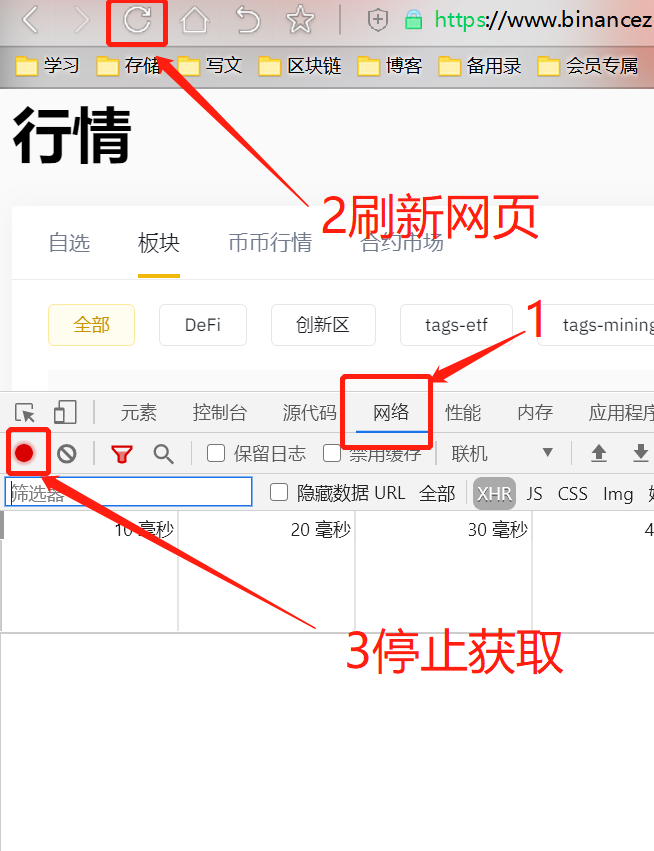 https://www.binancez
学习 存储 写文 区块链 博客 备用录 会员专属
行情
2刷新网页
自选 板块 币币行情 合约市场
全部 DeFi 创新区 tags-etf tags-mining
1
元素 控制台 源代码 网络 性能 内存 应用程序
保留日志 禁用缓存 联机
筛选器 隐藏数据 URL 全部 XHR JS CSS Img
10 毫秒 20 毫秒 30 毫秒 4
3停止获取